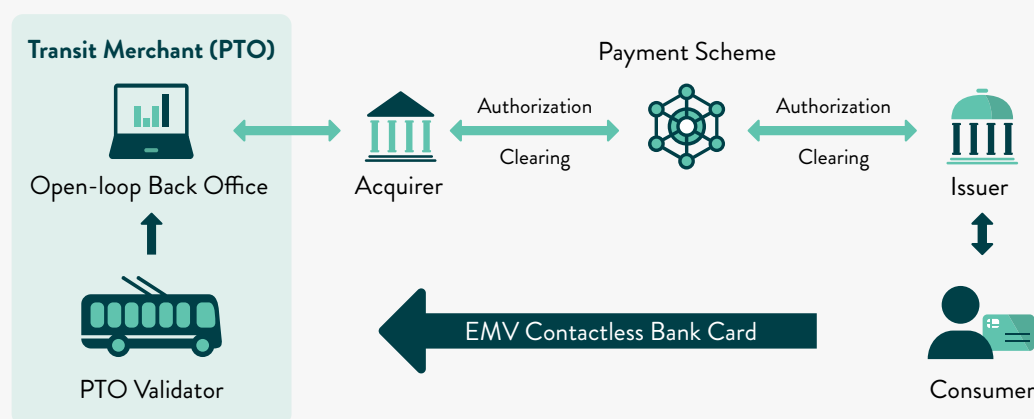 Transit Merchant (PTO)
Payment Scheme
Authorization
Clearing
Authorization
Clearing
Open-loop Back Office
Acquirer
Issuer
EMV Contactless Bank Card
PTO Validator
Consumer